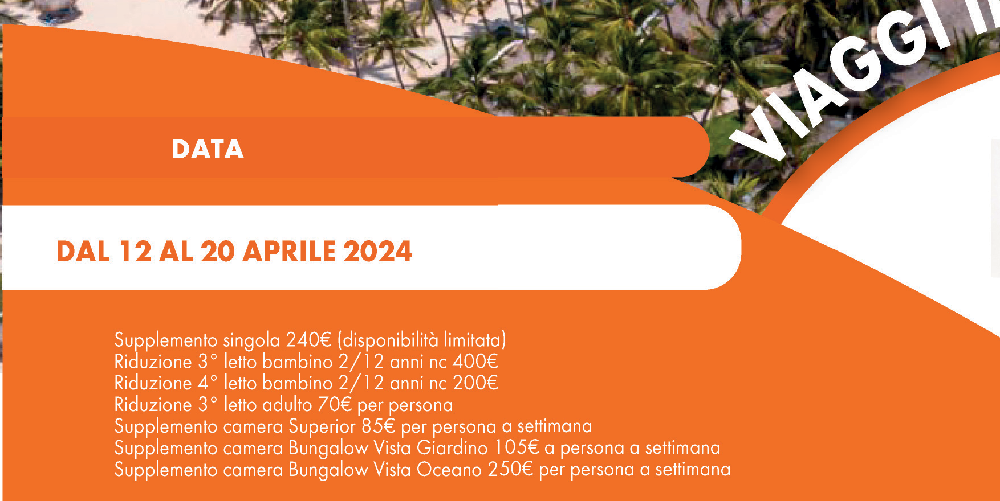 VIAGGI I
DATA
DAL 12 AL 20 APRILE 2024
Supplemento singola 240€ (disponibilità limitata)
Riduzione 3° letto bambino 2/12 anni nc 400€
Riduzione 4° letto bambino 2/12 anni nc 200€
Riduzione 3° letto adulto 70€ per persona
Supplemento camera Superior 85€ per persona a settimana
Supplemento camera Bungalow Vista Giardino 105€ a persona a settimana
Supplemento camera Bungalow Vista Oceano 250€ per persona a settimana